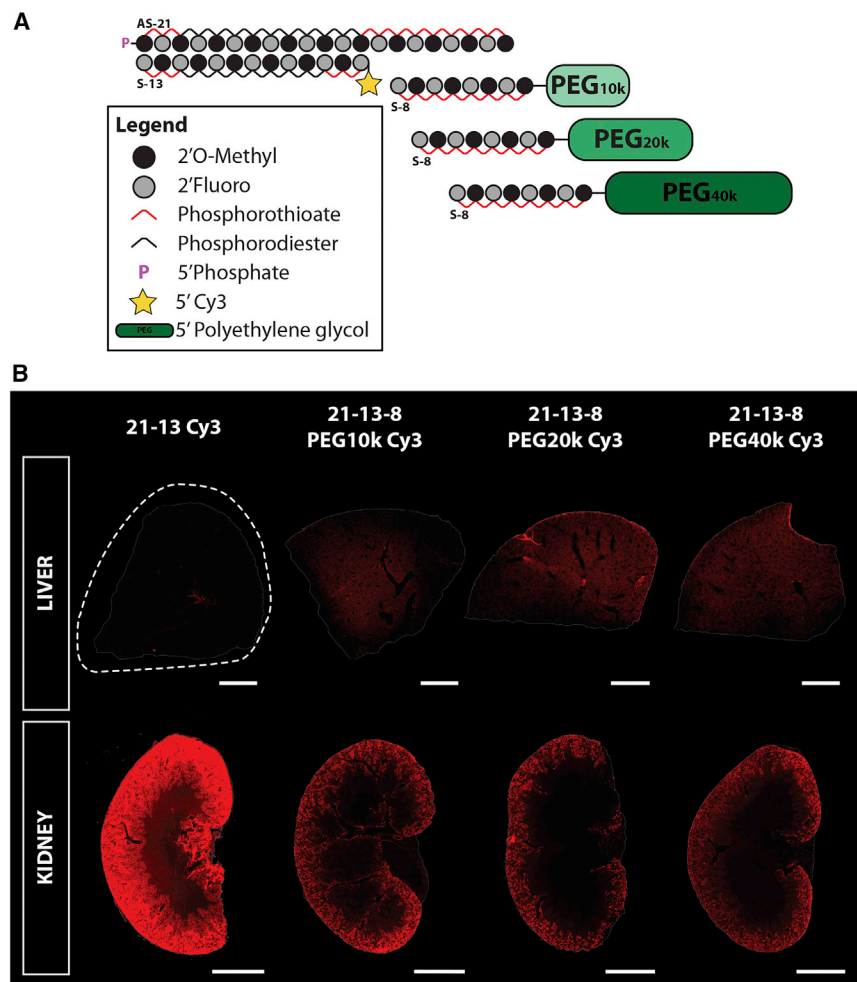 A
AS-21
P
S-13
S-8
PEG10k
S-8
PEG20k
S-8
PEG40k
Legend
2'O-Methyl
2'Fluoro
Phosphorothioate
Phosphorodiester
P 5'Phosphate
5' Cy3
PEG 5' Polyethylene glycol
B
21-13 Cy3
21-13-8
PEG10k Cy3
21-13-8
PEG20k Cy3
21-13-8
PEG40k Cy3
LIVER
KIDNEY